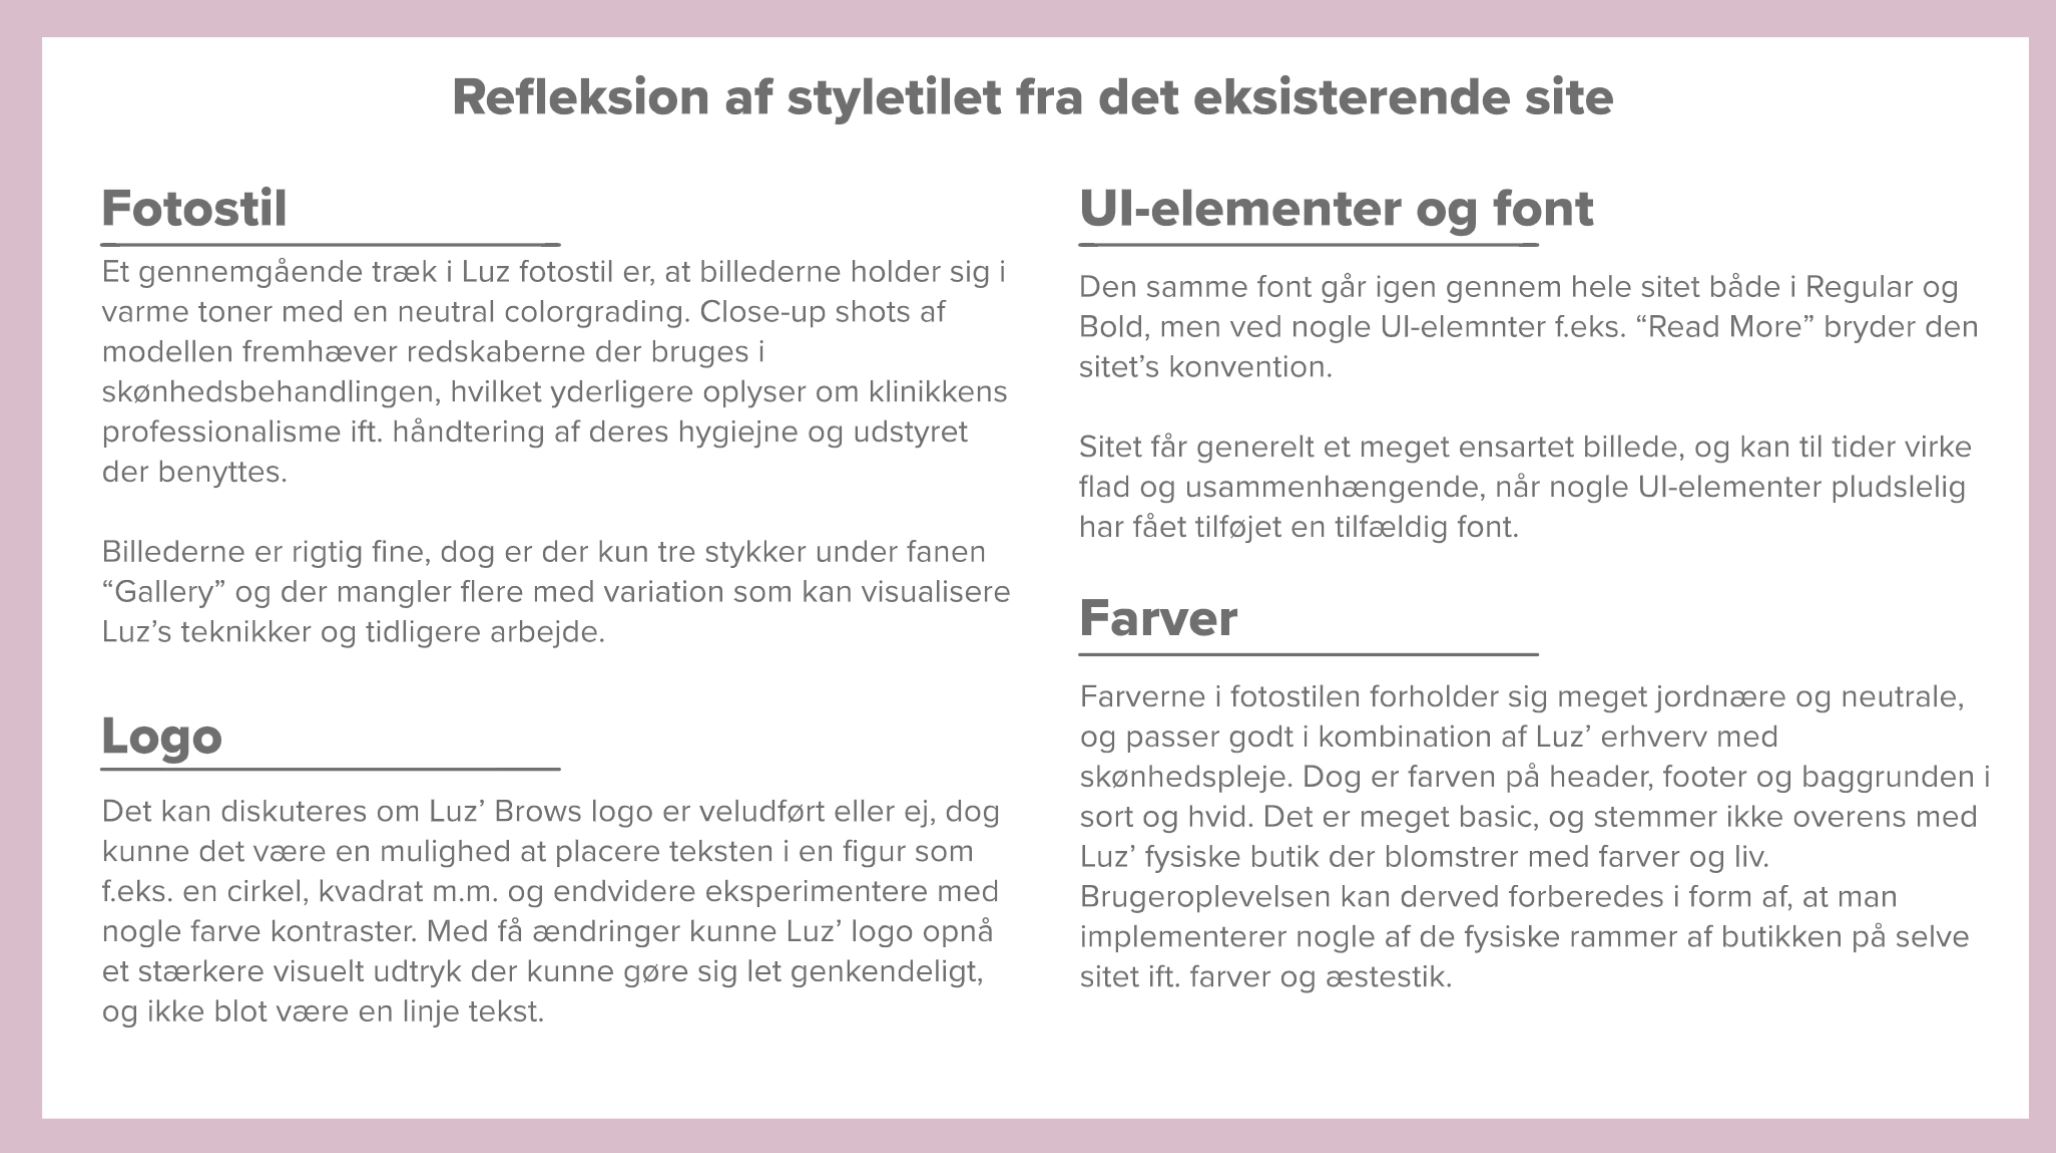 Refleksion af styletilet fra det eksisterende site
Fotostil
Et gennemgående træk i Luz fotostil er, at billederne holder sig i
varme toner med en neutral colorgrading. Close-up shots af
modellen fremhæver redskaberne der bruges i
skønhedsbehandlingen, hvilket yderligere oplyser om klinikkens
professionalisme ift. håndtering af deres hygiejne og udstyret
der benyttes.
Billederne er rigtig fine, dog er der kun tre stykker under fanen
“Gallery” og der mangler flere med variation som kan visualisere
Luz’s teknikker og tidligere arbejde.
Logo
Det kan diskuteres om Luz’ Brows logo er veludført eller ej, dog
kunne det være en mulighed at placere teksten i en figur som
f.eks. en cirkel, kvadrat m.m. og endvidere eksperimentere med
nogle farve kontraster. Med få ændringer kunne Luz’ logo opnå
et stærkere visuelt udtryk der kunne gøre sig let genkendeligt,
og ikke blot være en linje tekst.
UI-elementer og font
Den samme font går igen gennem hele sitet både i Regular og
Bold, men ved nogle UI-elemnter f.eks. “Read More” bryder den
sitet’s konvention.
Sitet får generelt et meget ensartet billede, og kan til tider virke
flad og usammenhængende, når nogle UI-elementer pludslelig
har fået tilføjet en tilfældig font.
Farver
Farverne i fotostilen forholder sig meget jordnære og neutrale,
og passer godt i kombination af Luz’ erhverv med
skønhedspleje. Dog er farven på header, footer og baggrunden i
sort og hvid. Det er meget basic, og stemmer ikke overens med
Luz’ fysiske butik der blomstrer med farver og liv.
Brugeroplevelsen kan derved forberedes i form af, at man
implementerer nogle af de fysiske rammer af butikken på selve
sitet ift. farver og æstestik.